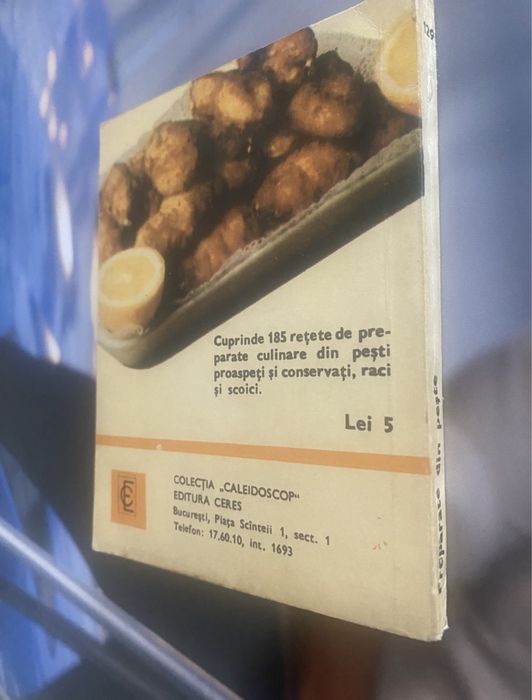 129
Cuprinde 185 rețete de pre-
parate culinare din pești
proaspeți și conservați, raci
și scoici.
Lei 5
COLECȚIA „CALEIDOSCOP“
EDITURA CERES
București, Piața Scînteii 1, sect. 1
Telefon: 17.60.10, int. 1693
Preparate din pește